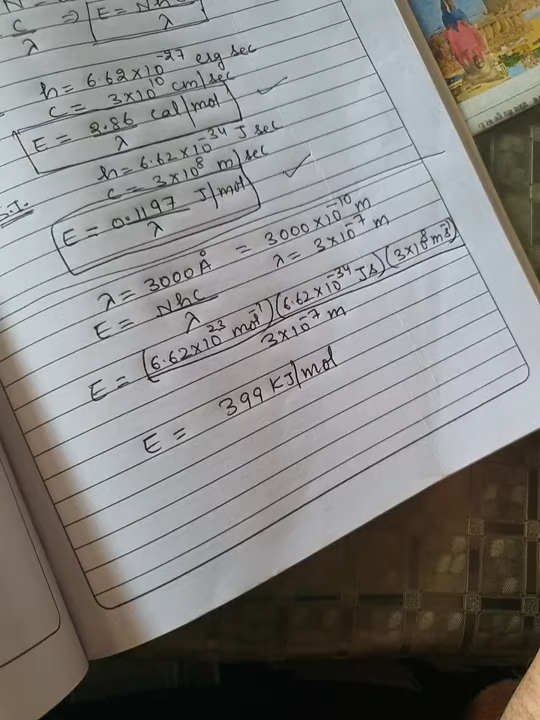 C/λ ⇒ E = Nhc/λ
h = 6.62×10⁻²⁷ erg sec
c = 3×10¹⁰ cm/sec
E = 2.86/λ cal/mol
S.I.
h = 6.62×10⁻³⁴ J sec
c = 3×10⁸ m/sec
E = 0.1197/λ J/mol
λ = 3000 Å = 3000×10⁻¹⁰ m
λ = 3×10⁻⁷ m
E = Nhc/λ
E = (6.62×10²³ mol⁻¹)(6.62×10⁻³⁴ Js)(3×10⁸ ms⁻¹)/3×10⁻⁷ m
E = 399 KJ/mol